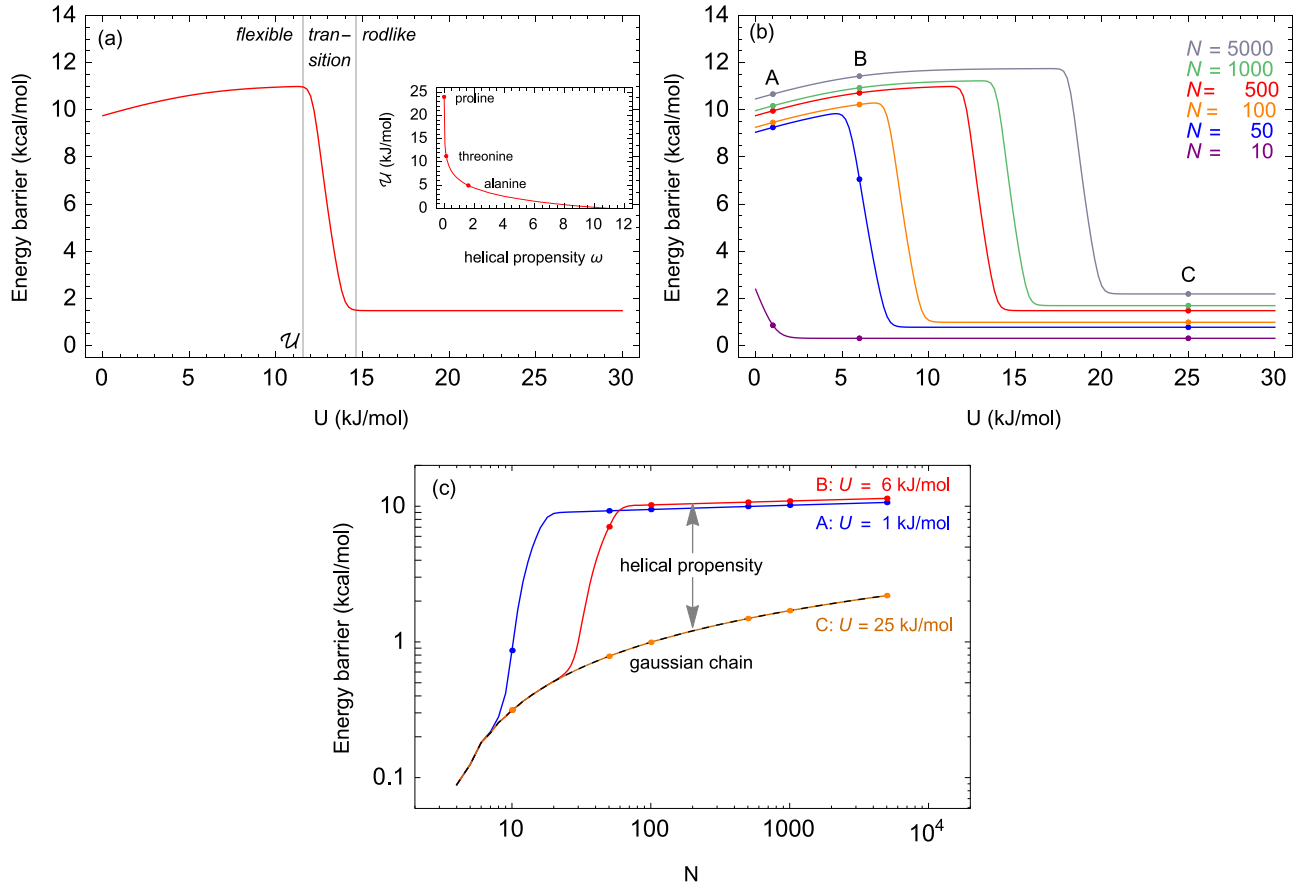 (a)
flexible
tran-
sition
rodlike
Energy barrier (kcal/mol)
14
12
10
8
6
4
2
0
0
5
10
15
20
25
30
U (kJ/mol)
𝒰
𝒰 (kJ/mol)
25
20
15
10
5
0
proline
threonine
alanine
0
2
4
6
8
10
12
helical propensity ω
(b)
Energy barrier (kcal/mol)
14
12
10
8
6
4
2
0
A
B
C
N = 5000
N = 1000
N = 500
N = 100
N = 50
N = 10
0
5
10
15
20
25
30
U (kJ/mol)
(c)
Energy barrier (kcal/mol)
10
1
0.1
B: U = 6 kJ/mol
A: U = 1 kJ/mol
helical propensity
C: U = 25 kJ/mol
gaussian chain
10
100
1000
10⁴
N